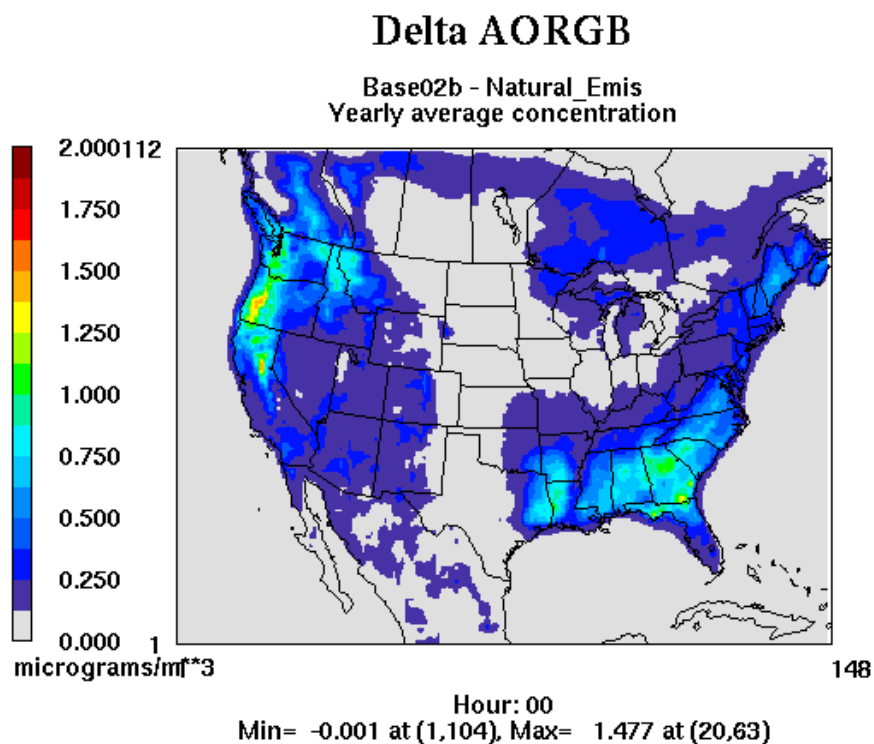 Delta AORGB
Base02b - Natural_Emis
Yearly average concentration
2.000
112
1.750
1.500
1.250
1.000
0.750
0.500
0.250
0.000
1
micrograms/m**3
148
Hour: 00
Min= -0.001 at (1,104), Max= 1.477 at (20,63)